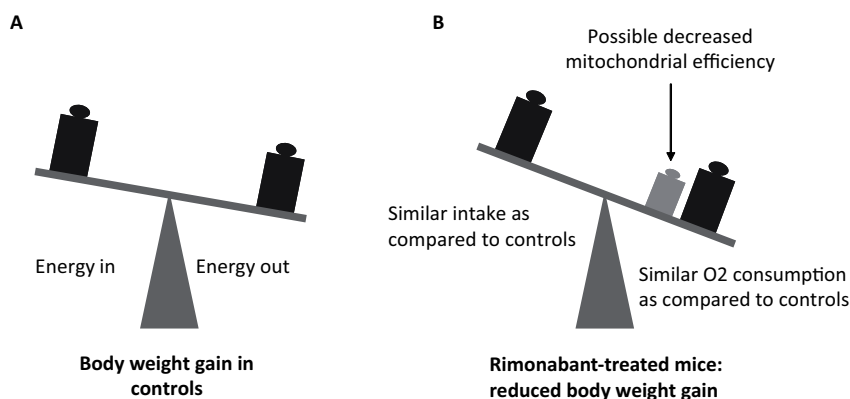 A
Energy in
Energy out
Body weight gain in
controls
B
Possible decreased
mitochondrial efficiency
Similar intake as
compared to controls
Similar O2 consumption
as compared to controls
Rimonabant-treated mice:
reduced body weight gain